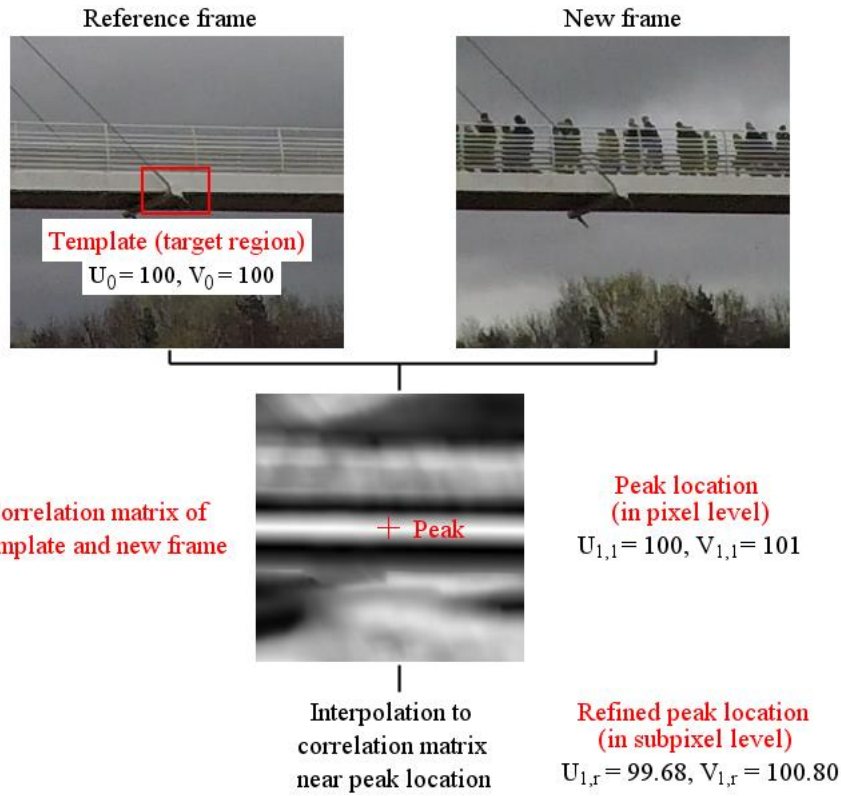 Reference frame
New frame
Template (target region)
U₀ = 100, V₀ = 100
orrelation matrix of
mplate and new frame
Peak
Peak location
(in pixel level)
U₁,₁ = 100, V₁,₁ = 101
Interpolation to
correlation matrix
near peak location
Refined peak location
(in subpixel level)
U₁,ᵣ = 99.68, V₁,ᵣ = 100.80